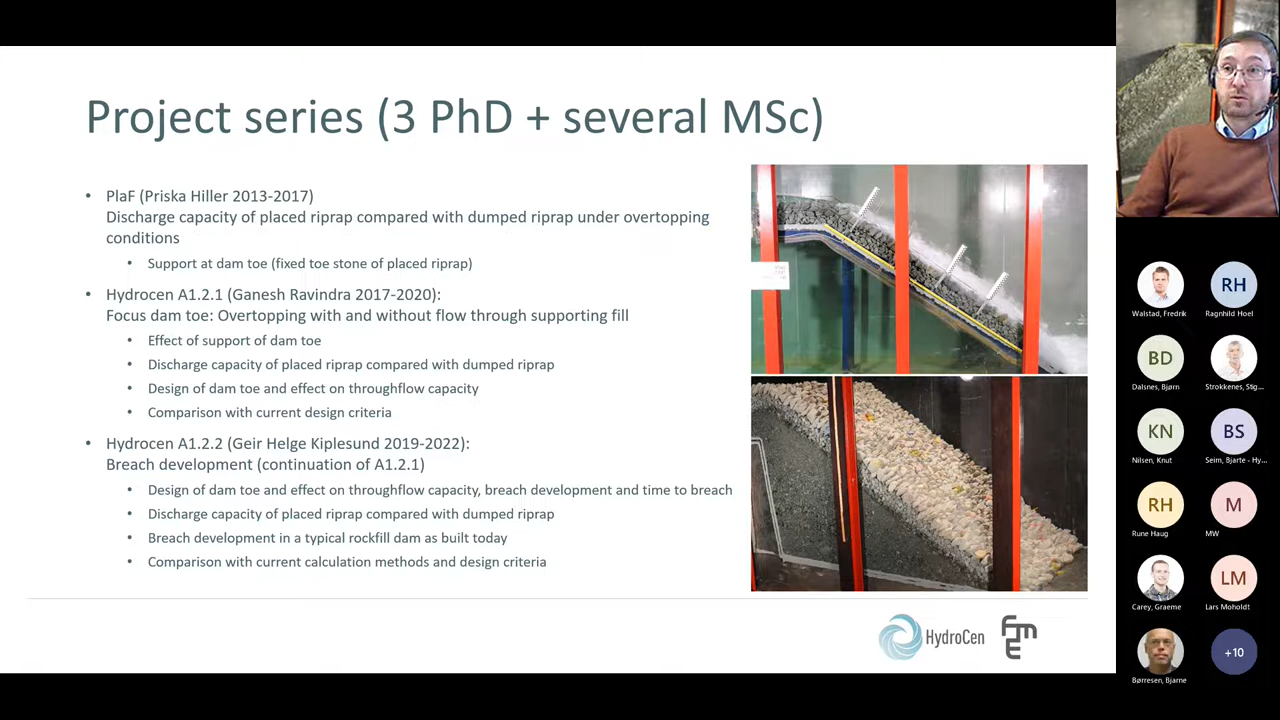 Project series (3 PhD + several MSc)
• PlaF (Priska Hiller 2013-2017)
Discharge capacity of placed riprap compared with dumped riprap under overtopping
conditions
• Support at dam toe (fixed toe stone of placed riprap)
• Hydrocen A1.2.1 (Ganesh Ravindra 2017-2020):
Focus dam toe: Overtopping with and without flow through supporting fill
• Effect of support of dam toe
• Discharge capacity of placed riprap compared with dumped riprap
• Design of dam toe and effect on throughflow capacity
• Comparison with current design criteria
• Hydrocen A1.2.2 (Geir Helge Kiplesund 2019-2022):
Breach development (continuation of A1.2.1)
• Design of dam toe and effect on throughflow capacity, breach development and time to breach
• Discharge capacity of placed riprap compared with dumped riprap
• Breach development in a typical rockfill dam as built today
• Comparison with current calculation methods and design criteria
HydroCen
FME
RH
Walstad, Fredrik
Ragnhild Hoel
BD
Dalsnes, Bjørn
Strokkenes, Stig...
KN
BS
Nilsen, Knut
Seim, Bjarte - Hy...
RH
M
Rune Haug
MW
LM
Carey, Graeme
Lars Moholdt
+10
Børresen, Bjarne